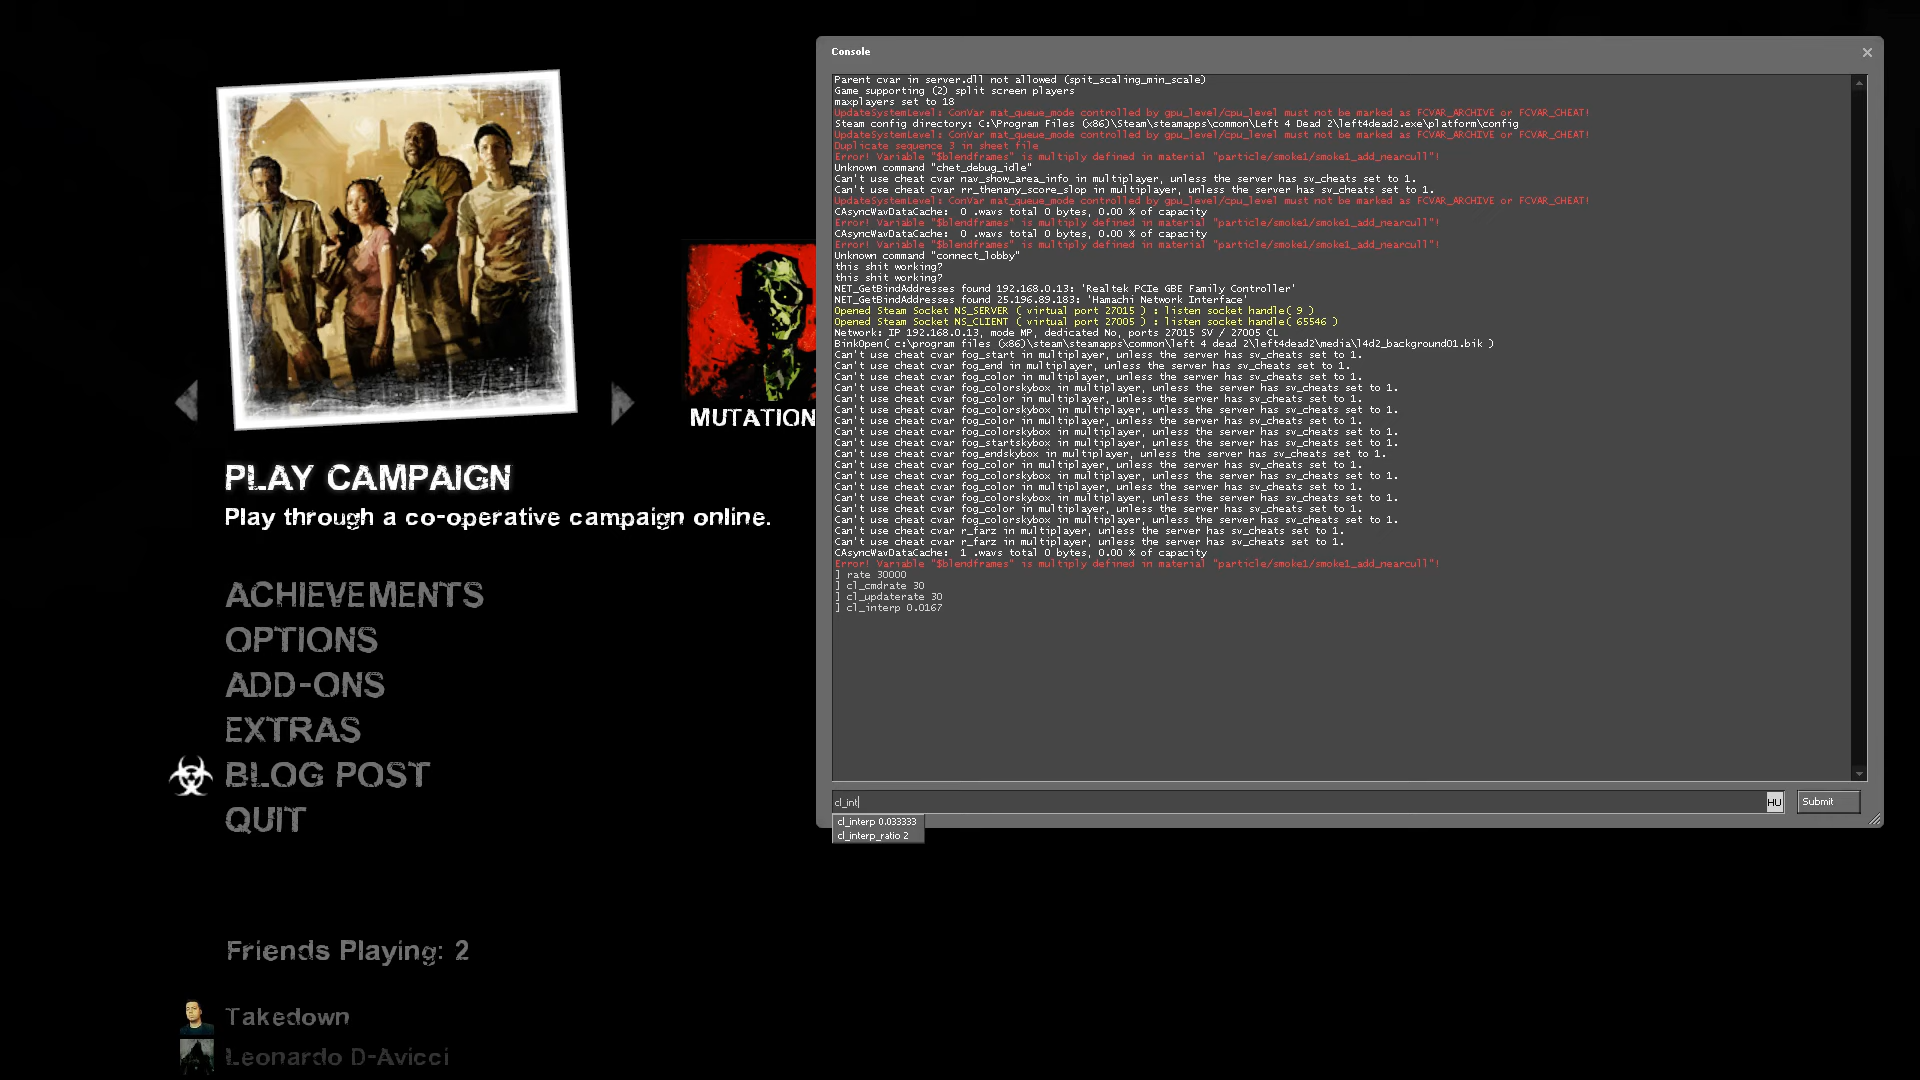 Console
Parent cvar in server.dll not allowed (spit_scaling_min_scale)
Game supporting (2) split screen players
maxplayers set to 18
UpdateSystemLevel: ConVar mat_queue_mode controlled by gpu_level/cpu_level must not be marked as FCVAR_ARCHIVE or FCVAR_CHEAT!
Steam config directory: C:\Program Files (x86)\Steam\steamapps\common\Left 4 Dead 2\left4dead2.exe\platform\config
UpdateSystemLevel: ConVar mat_queue_mode controlled by gpu_level/cpu_level must not be marked as FCVAR_ARCHIVE or FCVAR_CHEAT!
Duplicate sequence 3 in sheet file
Error! Variable "$blendframes" is multiply defined in material "particle/smoke1/smoke1_add_nearcull"!
Unknown command "chet_debug_idle"
Can't use cheat cvar nav_show_area_info in multiplayer, unless the server has sv_cheats set to 1.
Can't use cheat cvar rr_thenany_score_slop in multiplayer, unless the server has sv_cheats set to 1.
UpdateSystemLevel: ConVar mat_queue_mode controlled by gpu_level/cpu_level must not be marked as FCVAR_ARCHIVE or FCVAR_CHEAT!
CAsyncWavDataCache:  0 .wavs total 0 bytes, 0.00 % of capacity
Error! Variable "$blendframes" is multiply defined in material "particle/smoke1/smoke1_add_nearcull"!
CAsyncWavDataCache:  0 .wavs total 0 bytes, 0.00 % of capacity
Error! Variable "$blendframes" is multiply defined in material "particle/smoke1/smoke1_add_nearcull"!
Unknown command "connect_lobby"
this shit working?
this shit working?
NET_GetBindAddresses found 192.168.0.13: 'Realtek PCIe GBE Family Controller'
NET_GetBindAddresses found 25.196.89.183: 'Hamachi Network Interface'
Opened Steam Socket NS_SERVER ( virtual port 27015 ) : listen socket handle( 9 )
Opened Steam Socket NS_CLIENT ( virtual port 27005 ) : listen socket handle( 65546 )
Network: IP 192.168.0.13, mode MP, dedicated No, ports 27015 SV / 27005 CL
BinkOpen( c:\program files (x86)\steam\steamapps\common\left 4 dead 2\left4dead2\media\l4d2_background01.bik )
Can't use cheat cvar fog_start in multiplayer, unless the server has sv_cheats set to 1.
Can't use cheat cvar fog_end in multiplayer, unless the server has sv_cheats set to 1.
Can't use cheat cvar fog_color in multiplayer, unless the server has sv_cheats set to 1.
Can't use cheat cvar fog_colorskybox in multiplayer, unless the server has sv_cheats set to 1.
Can't use cheat cvar fog_color in multiplayer, unless the server has sv_cheats set to 1.
Can't use cheat cvar fog_colorskybox in multiplayer, unless the server has sv_cheats set to 1.
Can't use cheat cvar fog_color in multiplayer, unless the server has sv_cheats set to 1.
Can't use cheat cvar fog_colorskybox in multiplayer, unless the server has sv_cheats set to 1.
Can't use cheat cvar fog_startskybox in multiplayer, unless the server has sv_cheats set to 1.
Can't use cheat cvar fog_endskybox in multiplayer, unless the server has sv_cheats set to 1.
Can't use cheat cvar fog_color in multiplayer, unless the server has sv_cheats set to 1.
Can't use cheat cvar fog_colorskybox in multiplayer, unless the server has sv_cheats set to 1.
Can't use cheat cvar fog_color in multiplayer, unless the server has sv_cheats set to 1.
Can't use cheat cvar fog_colorskybox in multiplayer, unless the server has sv_cheats set to 1.
Can't use cheat cvar fog_color in multiplayer, unless the server has sv_cheats set to 1.
Can't use cheat cvar fog_colorskybox in multiplayer, unless the server has sv_cheats set to 1.
Can't use cheat cvar r_farz in multiplayer, unless the server has sv_cheats set to 1.
Can't use cheat cvar r_farz in multiplayer, unless the server has sv_cheats set to 1.
CAsyncWavDataCache:  1 .wavs total 0 bytes, 0.00 % of capacity
Error! Variable "$blendframes" is multiply defined in material "particle/smoke1/smoke1_add_nearcull"!
] rate 30000
] cl_cmdrate 30
] cl_updaterate 30
] cl_interp 0.0167
cl_int
HU
Submit
cl_interp 0.033333
cl_interp_ratio 2
MUTATION
PLAY CAMPAIGN
Play through a co-operative campaign online.
ACHIEVEMENTS
OPTIONS
ADD-ONS
EXTRAS
BLOG POST
QUIT
Friends Playing: 2
Takedown
Leonardo D-Avicci